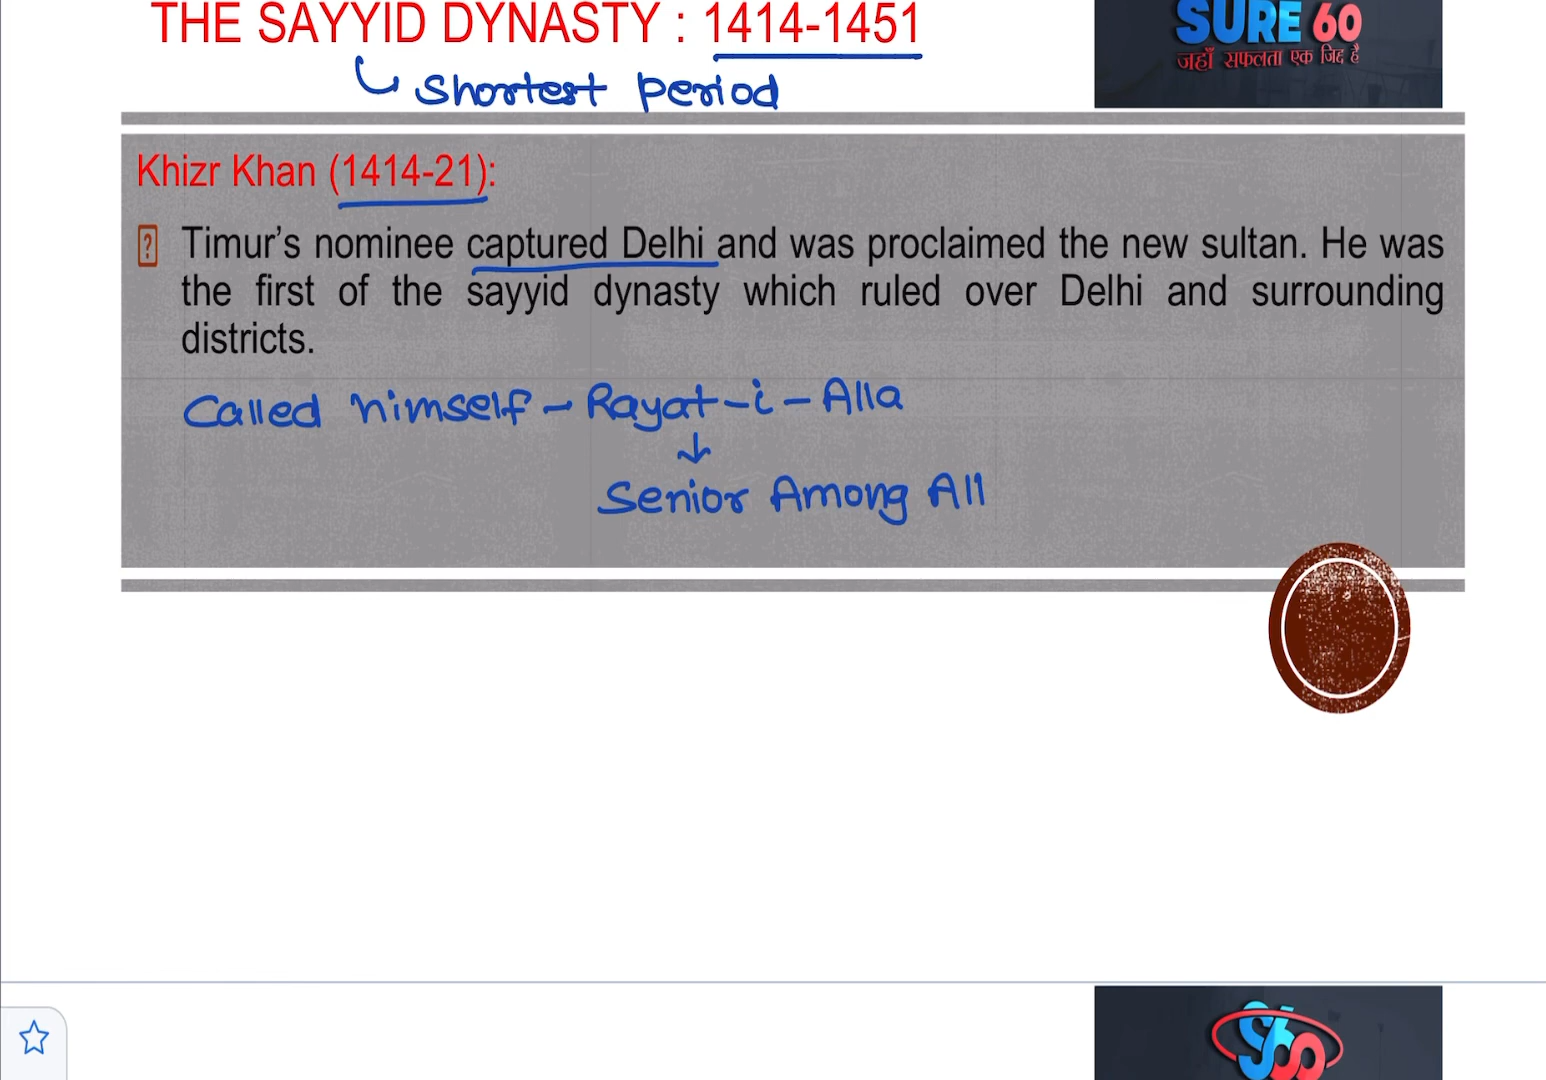 THE SAYYID DYNASTY : 1414-1451
Shortest Period
SURE 60
जहाँ सफलता एक जिद्द है
Khizr Khan (1414-21):
Timur’s nominee captured Delhi and was proclaimed the new sultan. He was
the first of the sayyid dynasty which ruled over Delhi and surrounding
districts.
Called himself – Rayat – i – Alla
Senior Among All
S60